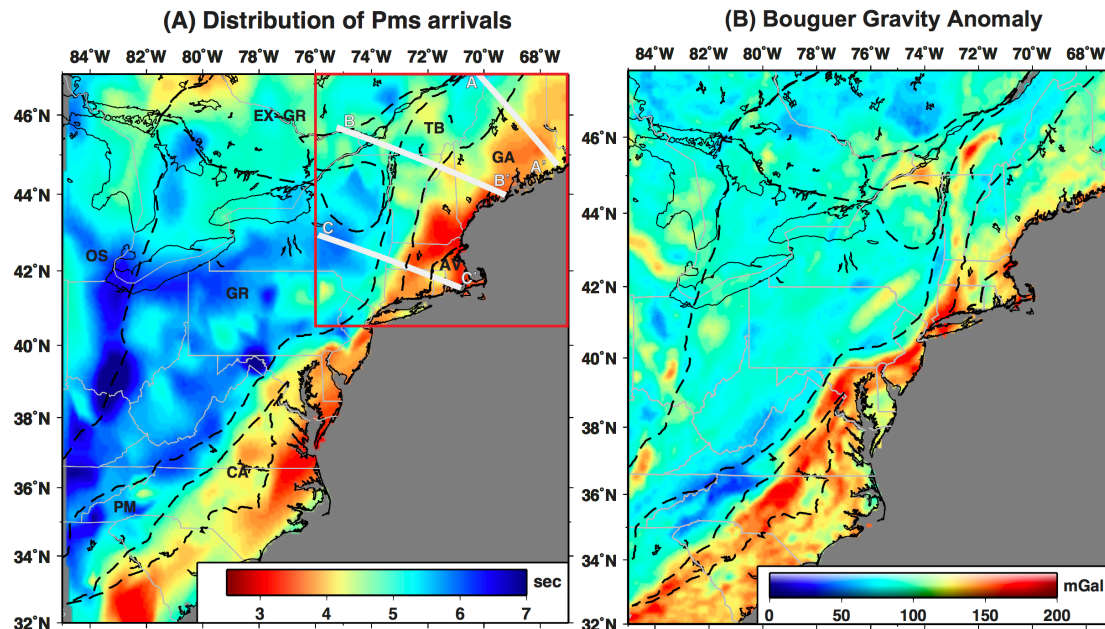 (A) Distribution of Pms arrivals
(B) Bouguer Gravity Anomaly
84°W 82°W 80°W 78°W 76°W 74°W 72°W 70°W 68°W
84°W 82°W 80°W 78°W 76°W 74°W 72°W 70°W 68°W
46°N
44°N
42°N
40°N
38°N
36°N
34°N
32°N
A
EX-GR
B
TB
GA
A'
B'
C
OS
AV
C'
GR
CA
PM
sec
3 4 5 6 7
46°N
44°N
42°N
40°N
38°N
36°N
34°N
32°N
mGal
0 50 100 150 200